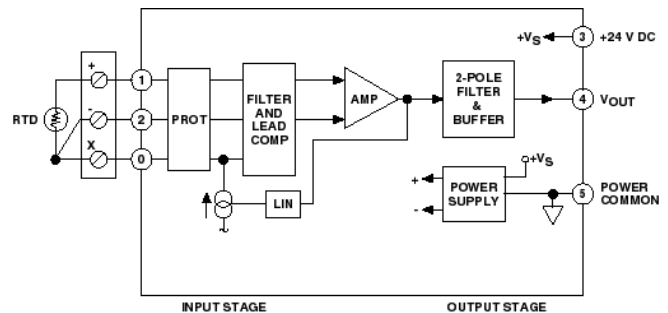 +VS
3
+24 V DC
+
1
2-POLE
FILTER
&
BUFFER
FILTER
AND
LEAD
COMP
AMP
4
VOUT
RTD
-
2
PROT
X
0
+VS
+
-
POWER
SUPPLY
5
POWER
COMMON
LIN
INPUT STAGE
OUTPUT STAGE